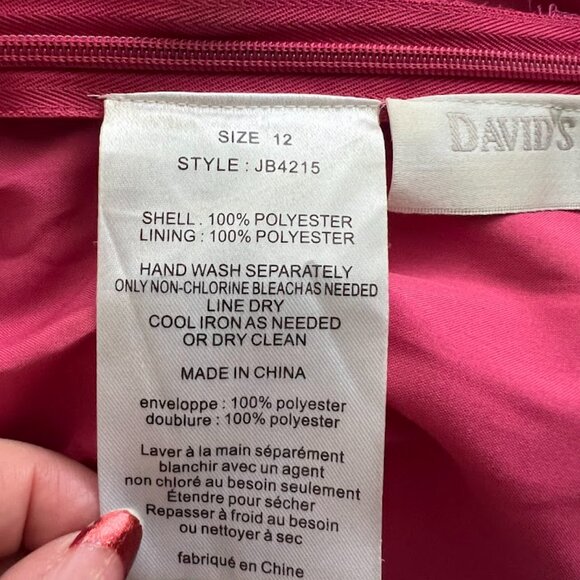 SIZE 12
STYLE : JB4215
DAVID'S
SHELL . 100% POLYESTER
LINING : 100% POLYESTER
HAND WASH SEPARATELY
ONLY NON-CHLORINE BLEACH AS NEEDED
LINE DRY
COOL IRON AS NEEDED
OR DRY CLEAN
MADE IN CHINA
enveloppe : 100% polyester
doublure : 100% polyester
Laver à la main séparément
blanchir avec un agent
non chloré au besoin seulement
Étendre pour sécher
Repasser à froid au besoin
ou nettoyer à sec
fabriqué en Chine